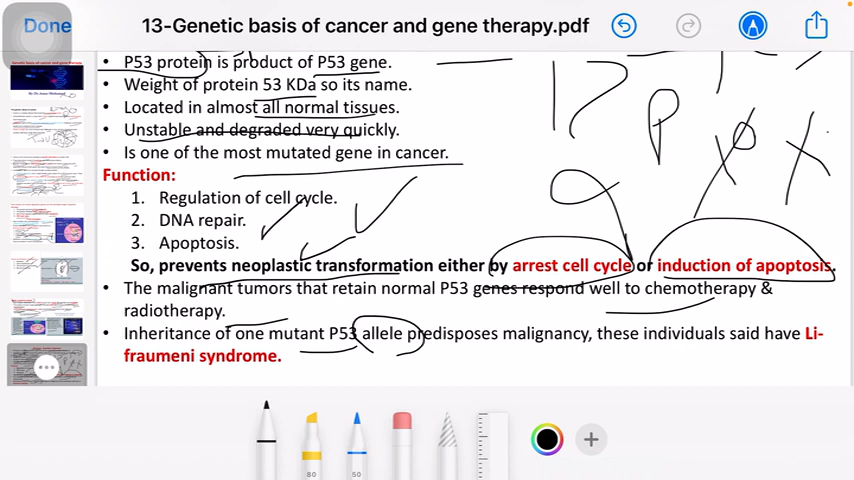 Done
13-Genetic basis of cancer and gene therapy.pdf
• P53 protein is product of P53 gene.
• Weight of protein 53 KDa so its name.
• Located in almost all normal tissues.
• Unstable and degraded very quickly.
• Is one of the most mutated gene in cancer.
Function:
1. Regulation of cell cycle.
2. DNA repair.
3. Apoptosis.
So, prevents neoplastic transformation either by arrest cell cycle or induction of apoptosis.
• The malignant tumors that retain normal P53 genes respond well to chemotherapy &
radiotherapy.
• Inheritance of one mutant P53 allele predisposes malignancy, these individuals said have Li-
fraumeni syndrome.
80
50